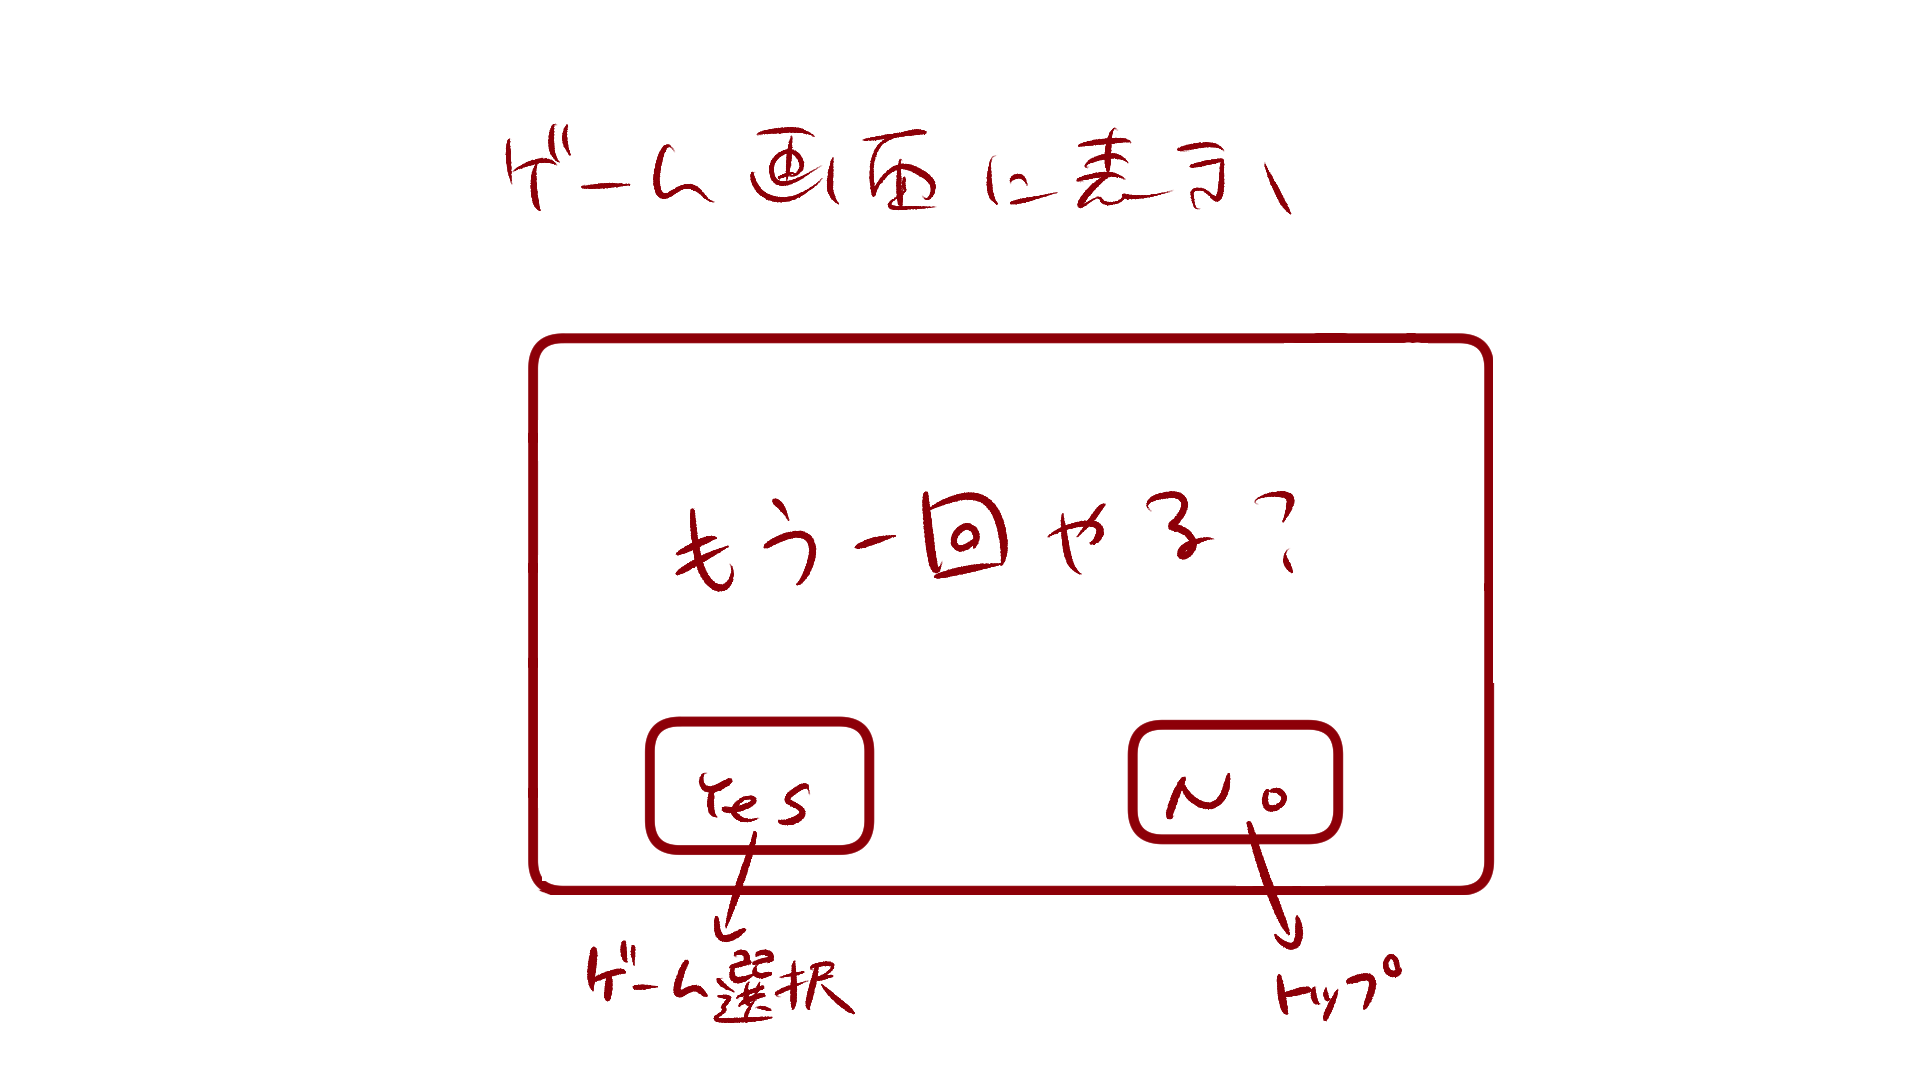 ゲーム画面に表示
もう一回やる?
Yes
No
ゲーム選択
トップ